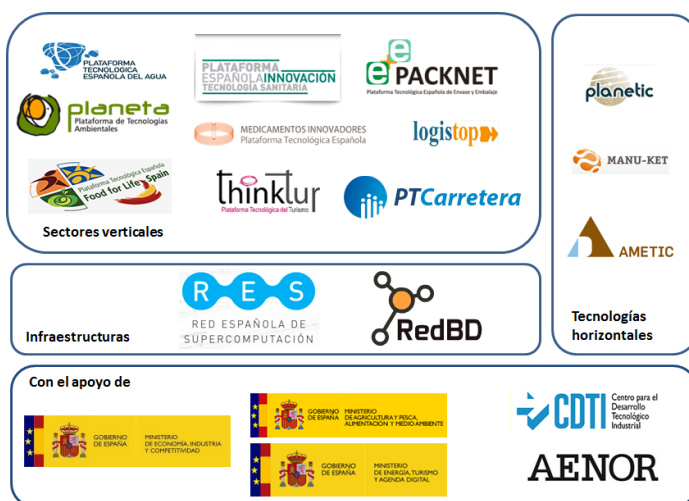 PLATAFORMA
TECNOLOGICA
ESPAÑOLA DEL AGUA
PLATAFORMA
ESPAÑOLA INNOVACIÓN
TECNOLOGÍA SANITARIA
PACKNET
Plataforma Tecnológica Española de Envase y Embalaje
planeta
Plataforma de Tecnologías
Ambientales
MEDICAMENTOS INNOVADORES
Plataforma Tecnológica Española
logistop
Plataforma Tecnológica Española
Food for Life Spain
thinktur
Plataforma Tecnológica del Turismo
PTCarretera
Sectores verticales
planetic
MANU-KET
AMETIC
Tecnologías
horizontales
Infraestructuras
RES
RED ESPAÑOLA DE
SUPERCOMPUTACIÓN
RedBD
Con el apoyo de
GOBIERNO
DE ESPAÑA
MINISTERIO
DE ECONOMÍA, INDUSTRIA
Y COMPETITIVIDAD
GOBIERNO
DE ESPAÑA
MINISTERIO
DE AGRICULTURA Y PESCA,
ALIMENTACIÓN Y MEDIO AMBIENTE
GOBIERNO
DE ESPAÑA
MINISTERIO
DE ENERGÍA, TURISMO
Y AGENDA DIGITAL
CDTI
Centro para el
Desarrollo
Tecnológico
Industrial
AENOR